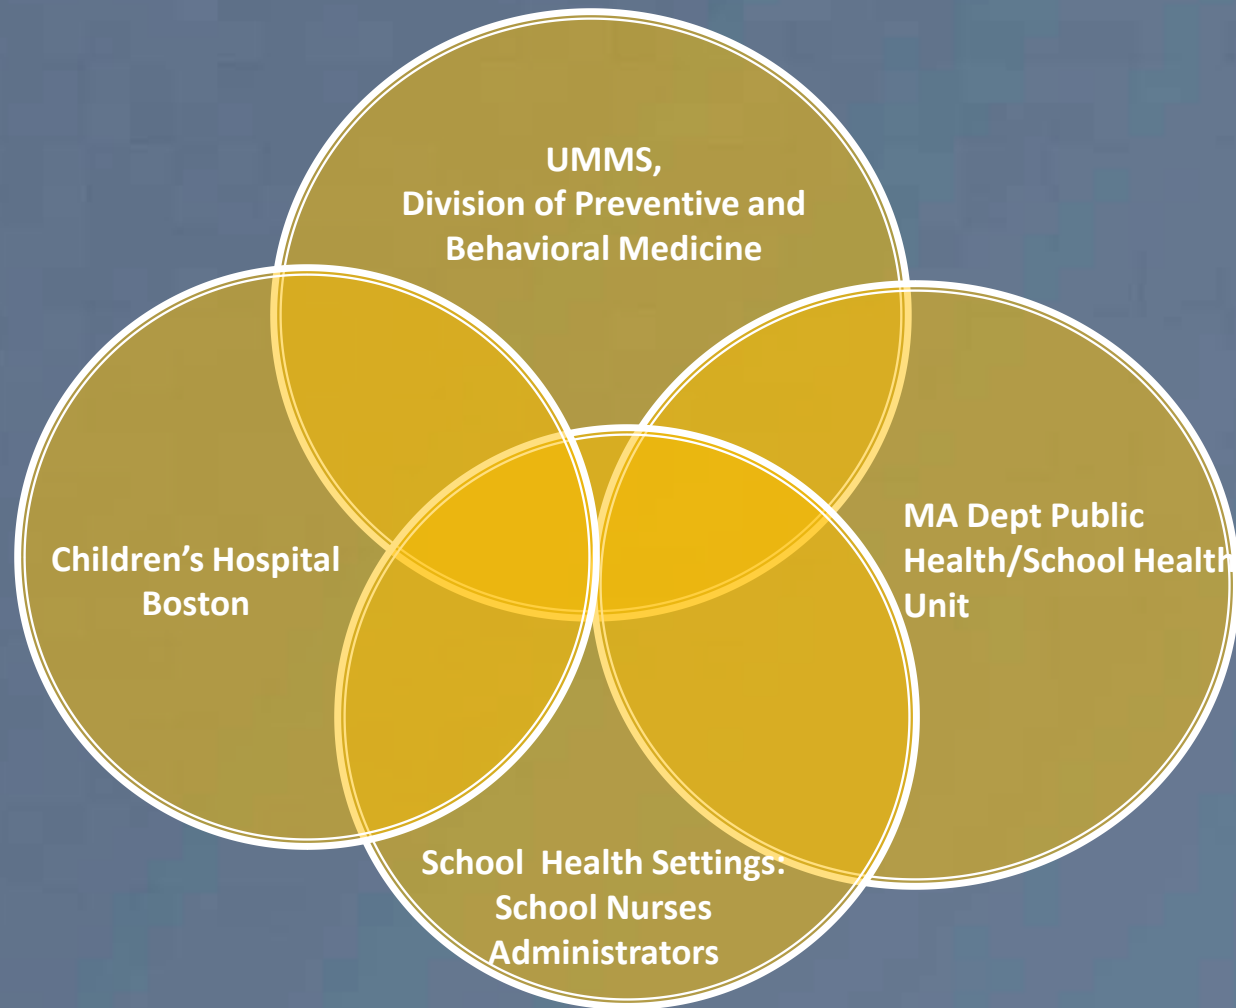 UMMS,
Division of Preventive and
Behavioral Medicine
Children’s Hospital
Boston
MA Dept Public
Health/School Health
Unit
School  Health Settings:
School Nurses
Administrators